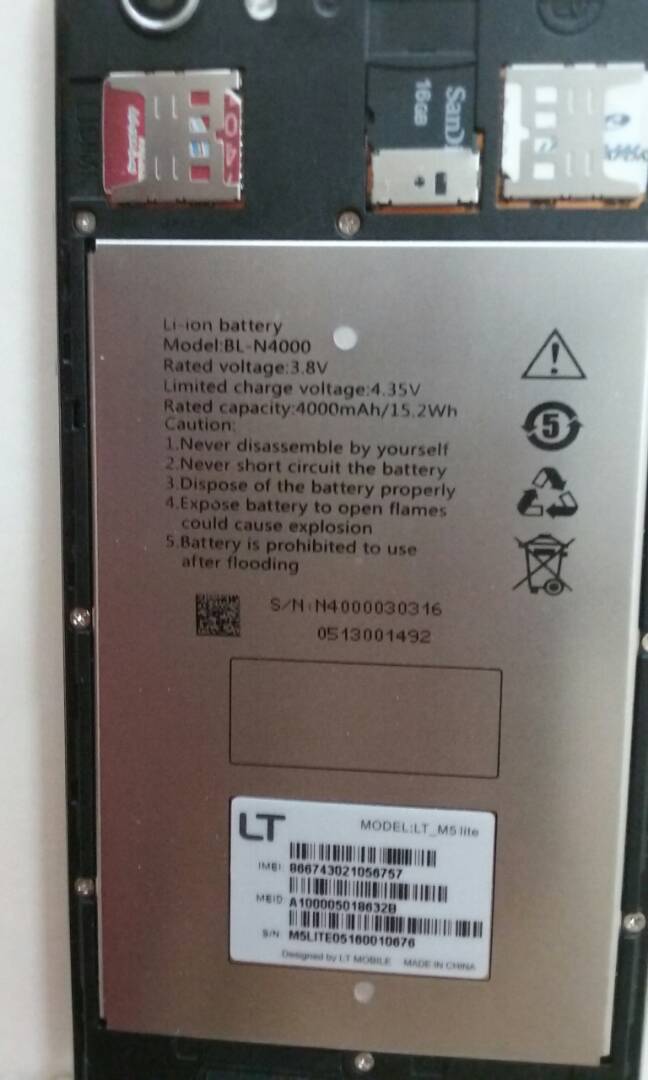 SanD
16GB
Li-ion battery
Model:BL-N4000
Rated voltage:3.8V
Limited charge voltage:4.35V
Rated capacity:4000mAh/15.2Wh
Caution:
1.Never disassemble by yourself
2.Never short circuit the battery
3.Dispose of the battery properly
4.Expose battery to open flames
could cause explosion
5.Battery is prohibited to use
after flooding
5
S/N:N4000030316
0513001492
LT
MODEL:LT_M5 lite
IMEI: 866743021056757
MEID: A100005018632B
S/N: M5LITE05160010676
Designed by LT MOBILE MADE IN CHINA